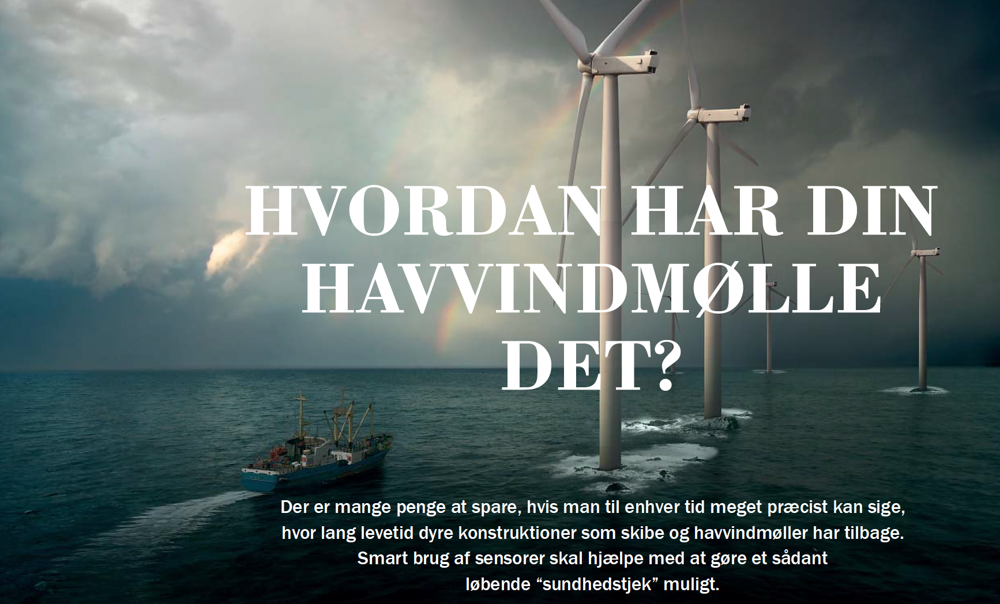 HVORDAN HAR DIN
HAVVINDMØLLE
DET?
Der er mange penge at spare, hvis man til enhver tid meget præcist kan sige,
hvor lang levetid dyre konstruktioner som skibe og havvindmøller har tilbage.
Smart brug af sensorer skal hjælpe med at gøre et sådant
løbende “sundhedstjek” muligt.